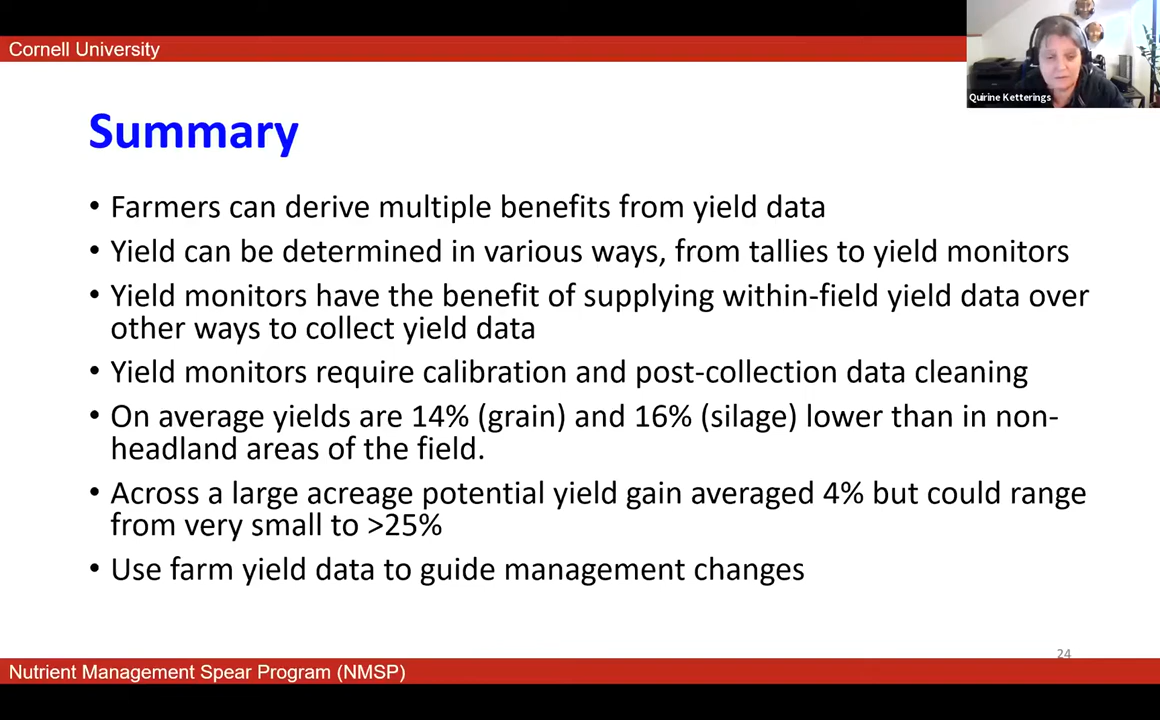 Cornell University
Quirine Ketterings
Summary
• Farmers can derive multiple benefits from yield data
• Yield can be determined in various ways, from tallies to yield monitors
• Yield monitors have the benefit of supplying within-field yield data over
other ways to collect yield data
• Yield monitors require calibration and post-collection data cleaning
• On average yields are 14% (grain) and 16% (silage) lower than in non-
headland areas of the field.
• Across a large acreage potential yield gain averaged 4% but could range
from very small to >25%
• Use farm yield data to guide management changes
24
Nutrient Management Spear Program (NMSP)